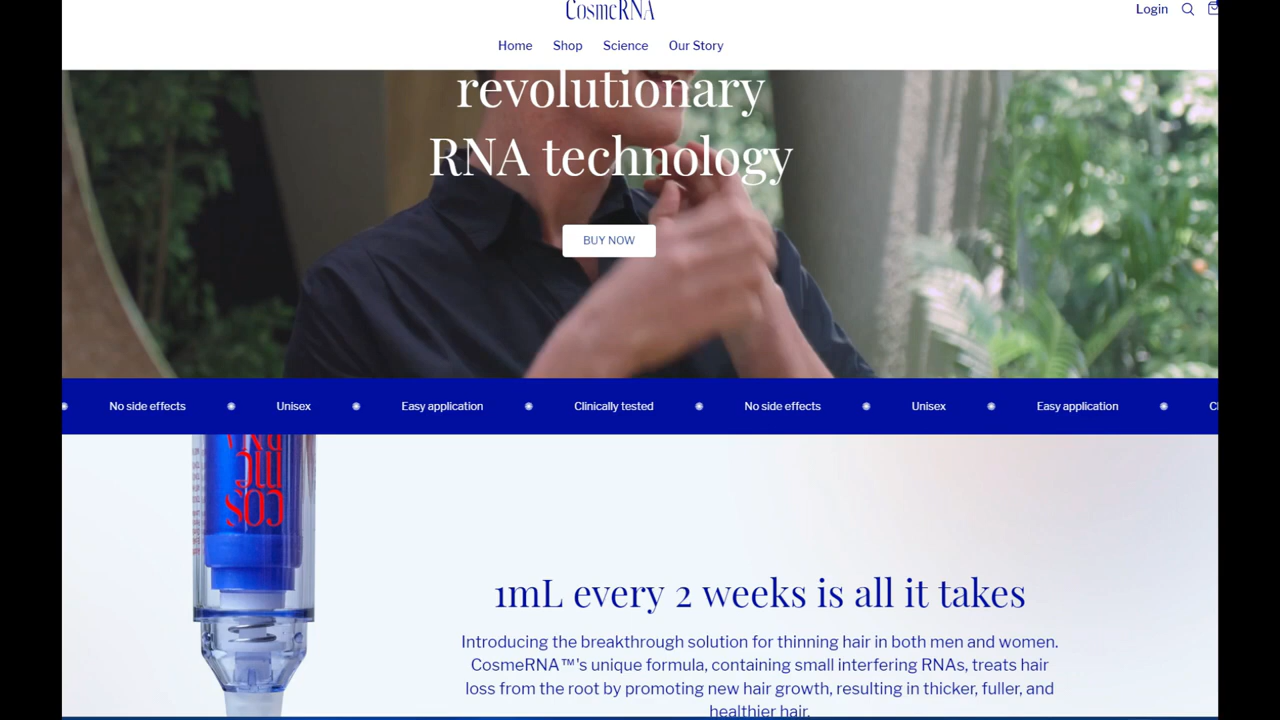 CosmeRNA
Login
Home Shop Science Our Story
revolutionary
RNA technology
BUY NOW
No side effects Unisex Easy application Clinically tested No side effects Unisex Easy application
1mL every 2 weeks is all it takes
Introducing the breakthrough solution for thinning hair in both men and women.
CosmeRNA™'s unique formula, containing small interfering RNAs, treats hair
loss from the root by promoting new hair growth, resulting in thicker, fuller, and
healthier hair.
COS